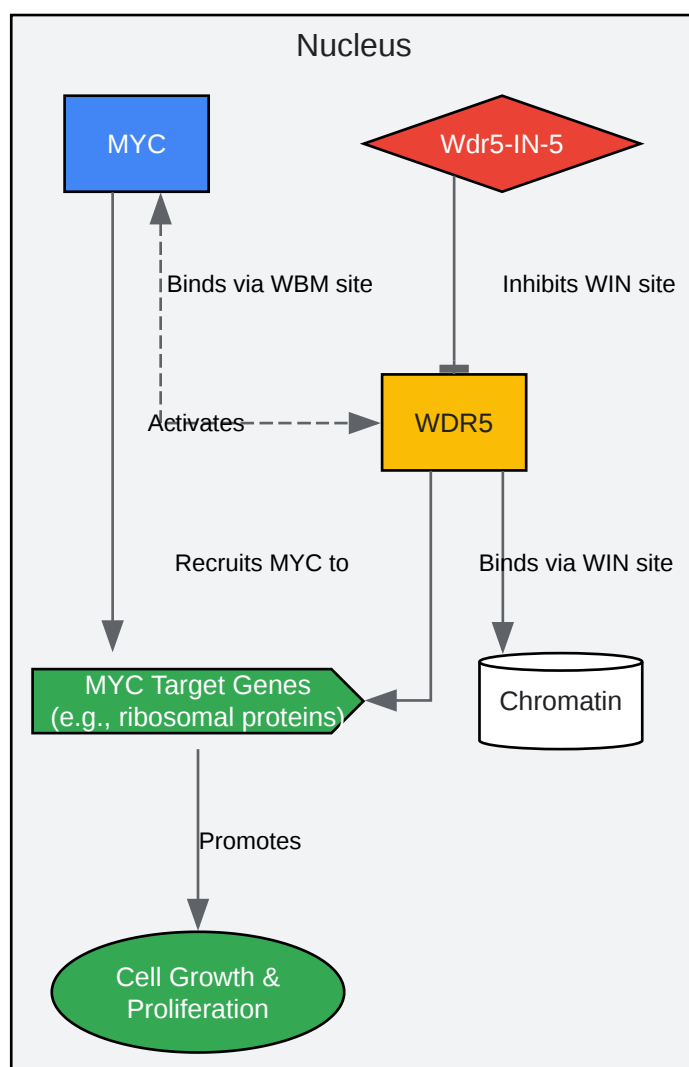 Nucleus
MYC
Wdr5-IN-5
Binds via WBM site
Inhibits WIN site
Activates
WDR5
Recruits MYC to
Binds via WIN site
MYC Target Genes
(e.g., ribosomal proteins)
Chromatin
Promotes
Cell Growth &
Proliferation